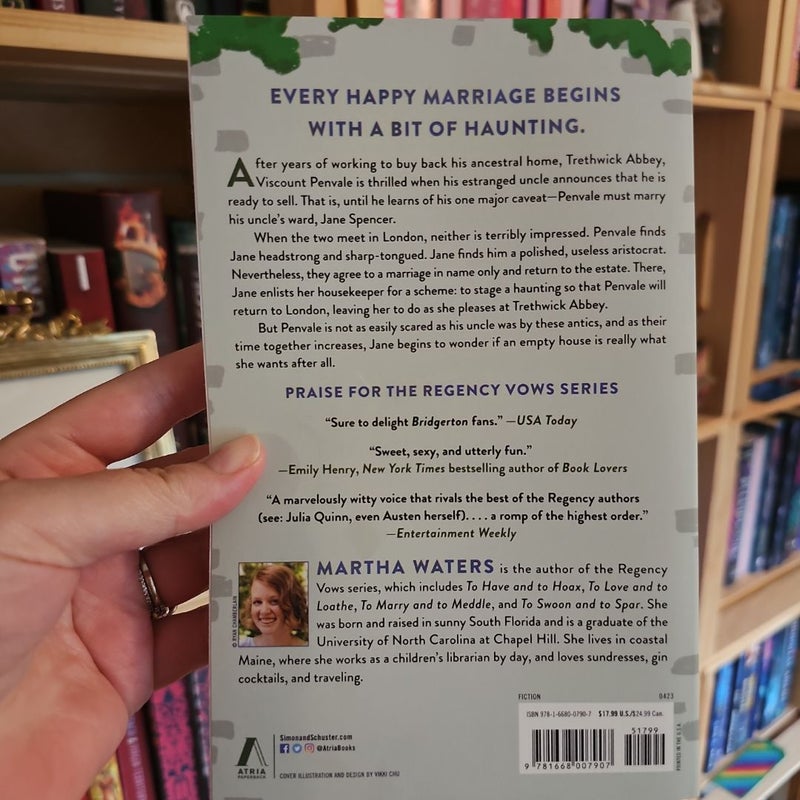 EVERY HAPPY MARRIAGE BEGINS
WITH A BIT OF HAUNTING.
After years of working to buy back his ancestral home, Trethwick Abbey,
Viscount Penvale is thrilled when his estranged uncle announces that he is
ready to sell. That is, until he learns of his one major caveat—Penvale must marry
his uncle's ward, Jane Spencer.
When the two meet in London, neither is terribly impressed. Penvale finds
Jane headstrong and sharp-tongued. Jane finds him a polished, useless aristocrat.
Nevertheless, they agree to a marriage in name only and return to the estate. There,
Jane enlists her housekeeper for a scheme: to stage a haunting so that Penvale will
return to London, leaving her to do as she pleases at Trethwick Abbey.
But Penvale is not as easily scared as his uncle was by these antics, and as their
time together increases, Jane begins to wonder if an empty house is really what
she wants after all.
PRAISE FOR THE REGENCY VOWS SERIES
“Sure to delight Bridgerton fans.” —USA Today
“Sweet, sexy, and utterly fun.”
—Emily Henry, New York Times bestselling author of Book Lovers
“A marvelously witty voice that rivals the best of the Regency authors
(see: Julia Quinn, even Austen herself). . . . a romp of the highest order.”
—Entertainment Weekly
MARTHA WATERS is the author of the Regency
Vows series, which includes To Have and to Hoax, To Love and to
Loathe, To Marry and to Meddle, and To Swoon and to Spar. She
was born and raised in sunny South Florida and is a graduate of the
University of North Carolina at Chapel Hill. She lives in coastal
Maine, where she works as a children's librarian by day, and loves sundresses, gin
cocktails, and traveling.
© RYAN CHAMBERLAIN
FICTION 0423
ISBN 978-1-6680-0790-7 $17.99 U.S./$24.99 Can.
51799
9 781668 007907
PRINTED IN THE U.S.A.
SimonandSchuster.com
@AtriaBooks
ATRIA
PAPERBACK
COVER ILLUSTRATION AND DESIGN BY VIKKI CHU